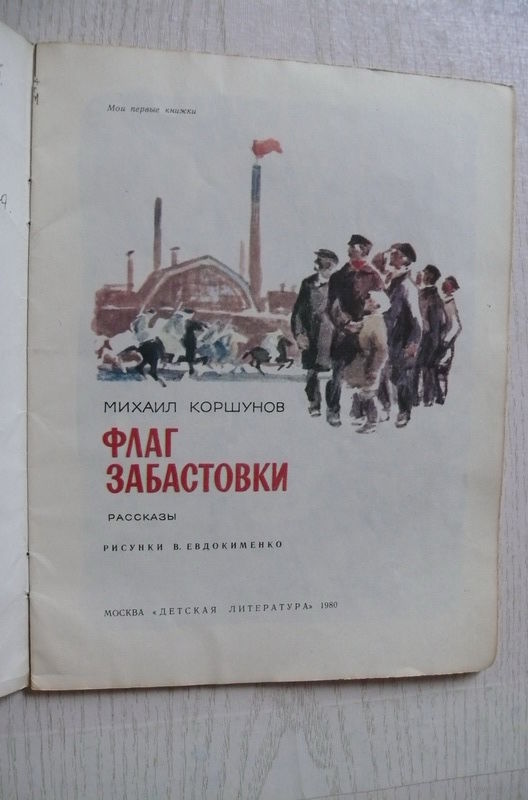 Мои первые книжки
МИХАИЛ КОРШУНОВ
ФЛАГ
ЗАБАСТОВКИ
РАССКАЗЫ
РИСУНКИ В. ЕВДОКИМЕНКО
МОСКВА «ДЕТСКАЯ ЛИТЕРАТУРА» 1980